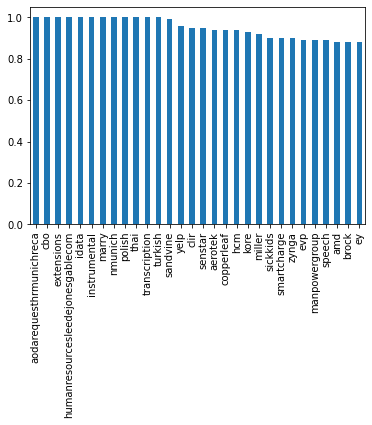 1.0
0.8
0.6
0.4
0.2
0.0
aodarequesthrmunichreca
cbo
extensions
humanresourcesleedejonesgablecom
idata
instrumental
marry
nmunich
polish
thai
transcription
turkish
sandvine
yelp
clir
senstar
aerotek
copperleaf
hcm
kore
miller
sickkids
smartcharge
zynga
evp
manpowergroup
speech
amd
brock
ey